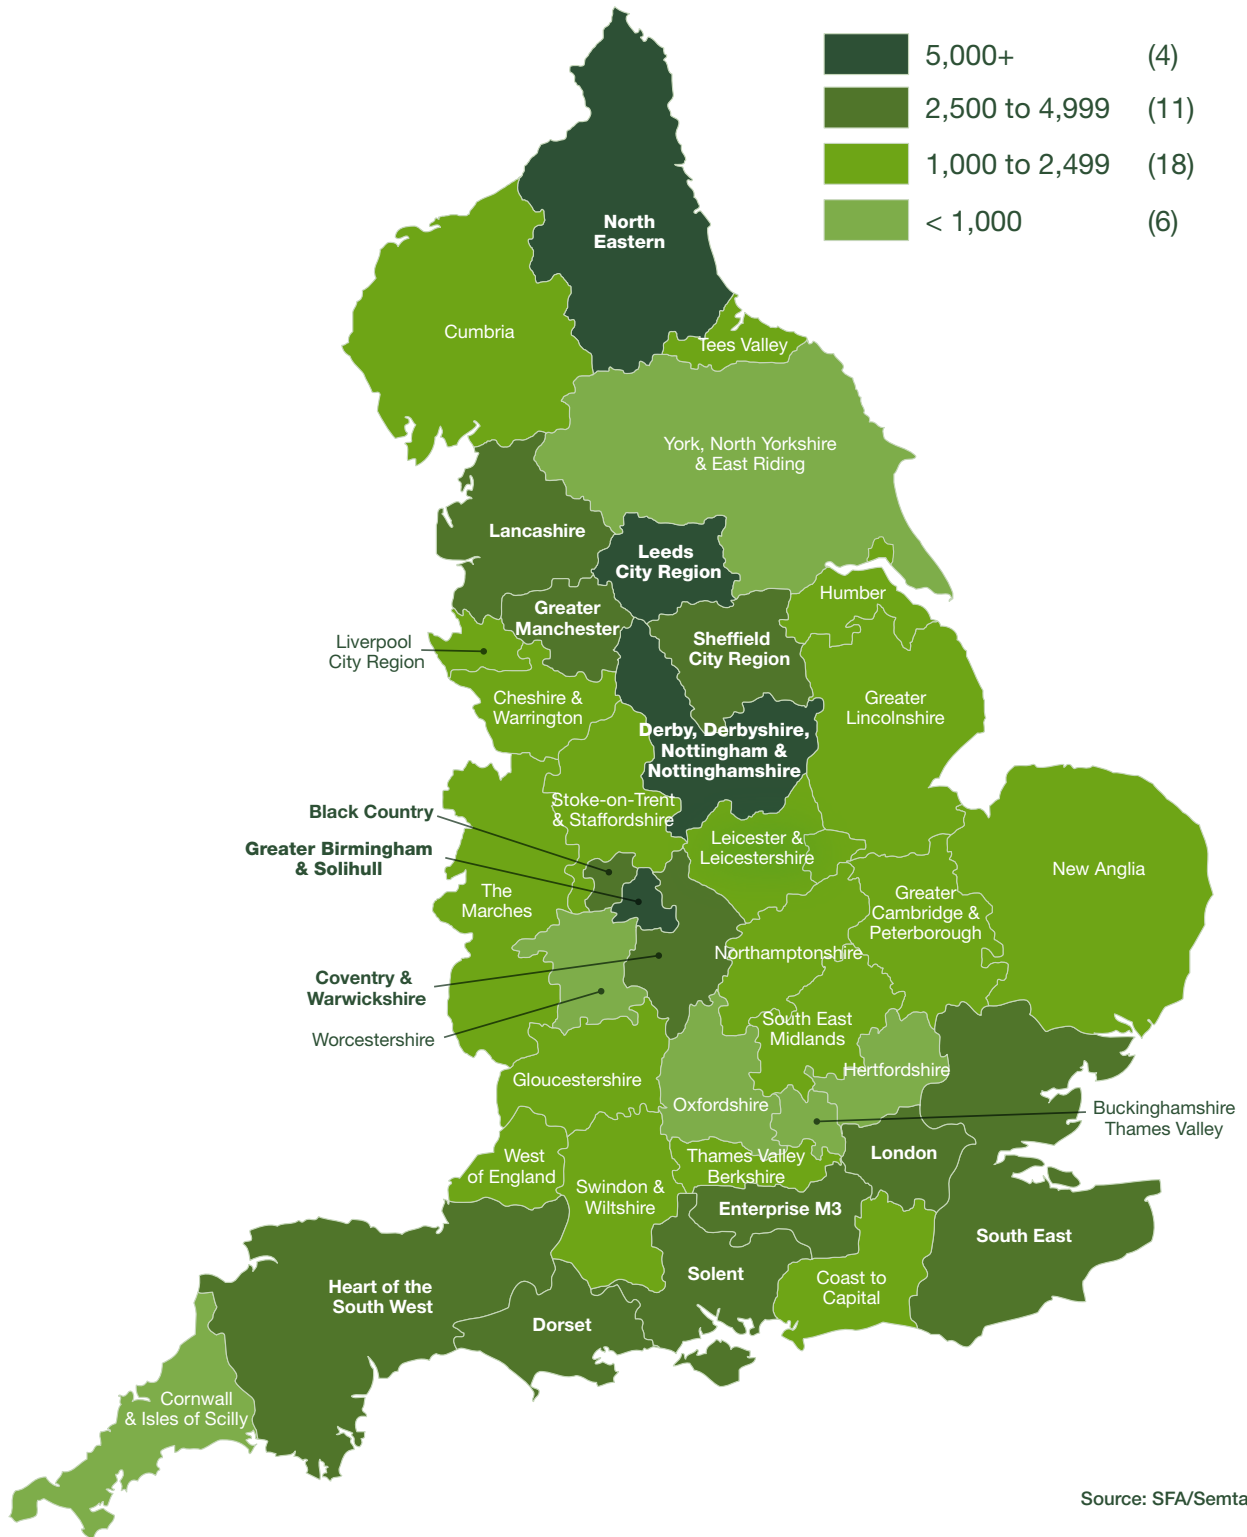 5,000+ (4)
2,500 to 4,999 (11)
1,000 to 2,499 (18)
< 1,000 (6)
North
Eastern
Cumbria
Tees Valley
York, North Yorkshire
& East Riding
Lancashire
Leeds
City Region
Humber
Greater
Manchester
Sheffield
City Region
Liverpool
City Region
Cheshire &
Warrington
Greater
Lincolnshire
Derby, Derbyshire,
Nottingham &
Nottinghamshire
Stoke-on-Trent
& Staffordshire
Black Country
Greater Birmingham
& Solihull
Leicester &
Leicestershire
New Anglia
The
Marches
Greater
Cambridge &
Peterborough
Northamptonshire
Coventry &
Warwickshire
Worcestershire
South East
Midlands
Hertfordshire
Gloucestershire
Oxfordshire
Buckinghamshire
Thames Valley
London
West
of England
Thames Valley
Berkshire
Swindon &
Wiltshire
Enterprise M3
South East
Solent
Coast to
Capital
Heart of the
South West
Dorset
Cornwall
& Isles of Scilly
Source: SFA/Semta